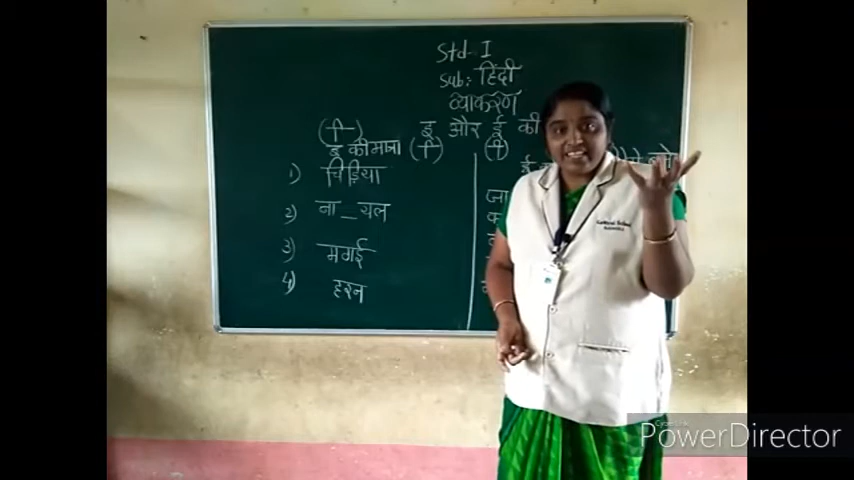 Std- I
Sub: हिंदी
व्याकरण
इ और ई की
(ि) (ी)
(ि)
इ की मात्रा
1) चिड़िया
2) ना_यल
3) मगई
4) हरन
जा
PowerDirector